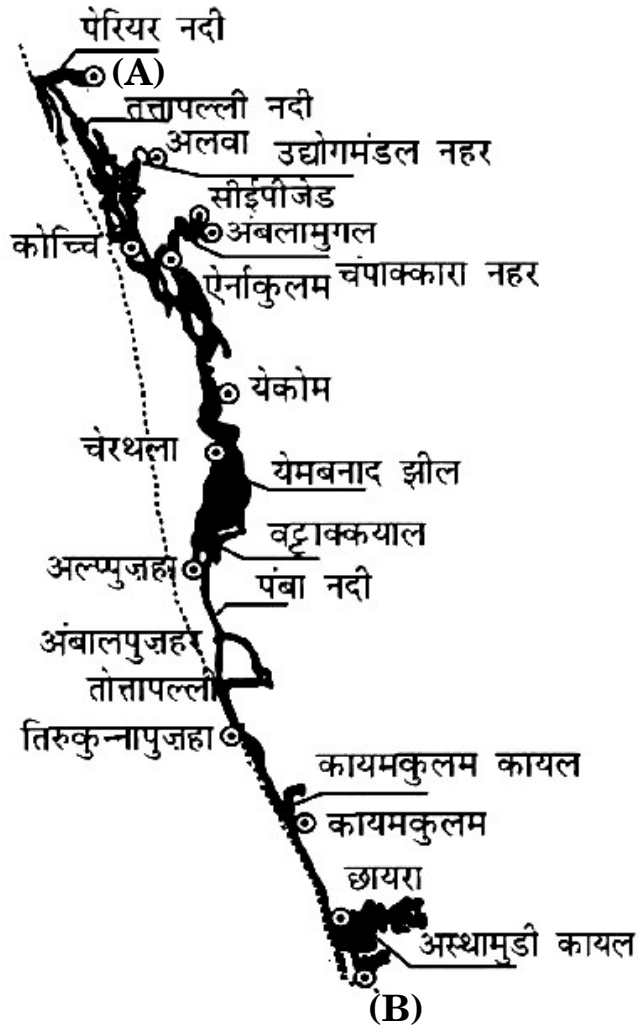 पेरियर नदी
(A)
तत्तापल्ली नदी
अलवा
उद्योगमंडल नहर
सीईपीजेड
कोच्चि
अंबलामुगल
ऐर्नाकुलम
चंपाक्कारा नहर
येकोम
चेरथला
येमबनाद झील
वट्टाक्कयाल
अल्प्पुज़हा
पंबा नदी
अंबालपुज़हर
तोत्तापल्ली
तिरुकुन्नापुज़हा
कायमकुलम कायल
कायमकुलम
छायरा
अस्थामुडी कायल
(B)